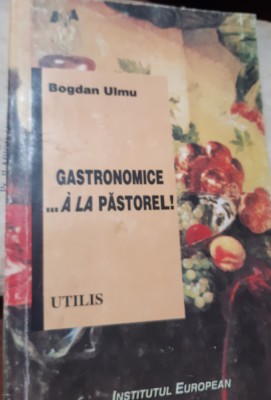 Bogdan Ulmu
GASTRONOMICE
...À LA PĂSTOREL!
UTILIS
INSTITUTUL EUROPEAN